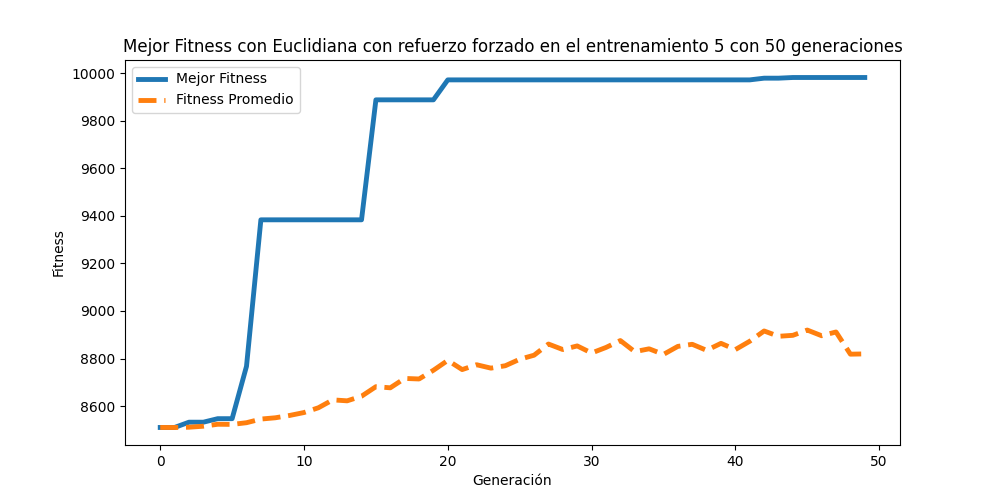 Mejor Fitness con Euclidiana con refuerzo forzado en el entrenamiento 5 con 50 generaciones
Mejor Fitness
Fitness Promedio
10000
9800
9600
9400
9200
9000
8800
8600
Fitness
0 10 20 30 40 50
Generación